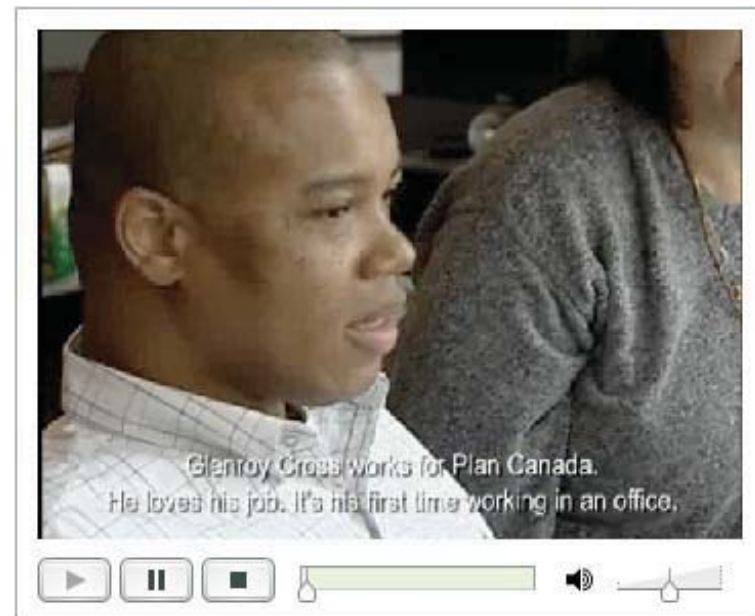 Glenroy Cross works for Plan Canada.
He loves his job. It's his first time working in an office.